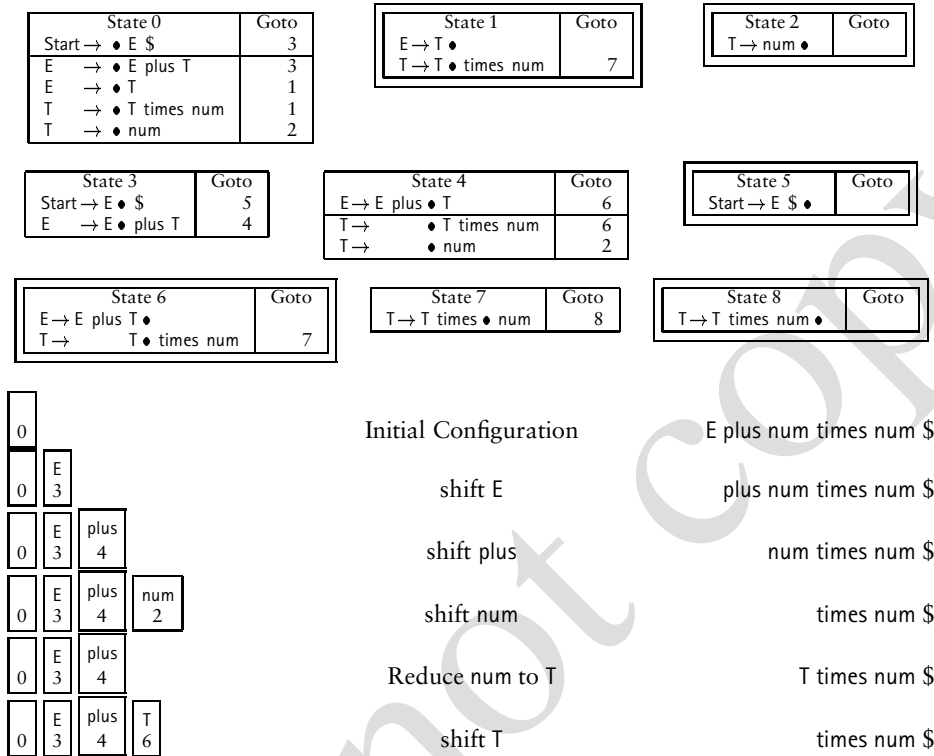 State 0 Goto
Start → • E $ 3
E → • E plus T 3
E → • T 1
T → • T times num 1
T → • num 2
State 1 Goto
E → T •
T → T • times num 7
State 2 Goto
T → num •
State 3 Goto
Start → E • $ 5
E → E • plus T 4
State 4 Goto
E → E plus • T 6
T → • T times num 6
T → • num 2
State 5 Goto
Start → E $ •
State 6 Goto
E → E plus T •
T → T • times num 7
State 7 Goto
T → T times • num 8
State 8 Goto
T → T times num •
0 Initial Configuration E plus num times num $
0 E 3 shift E plus num times num $
0 E 3 plus 4 shift plus num times num $
0 E 3 plus 4 num 2 shift num times num $
0 E 3 plus 4 Reduce num to T T times num $
0 E 3 plus 4 T 6 shift T times num $
not copy